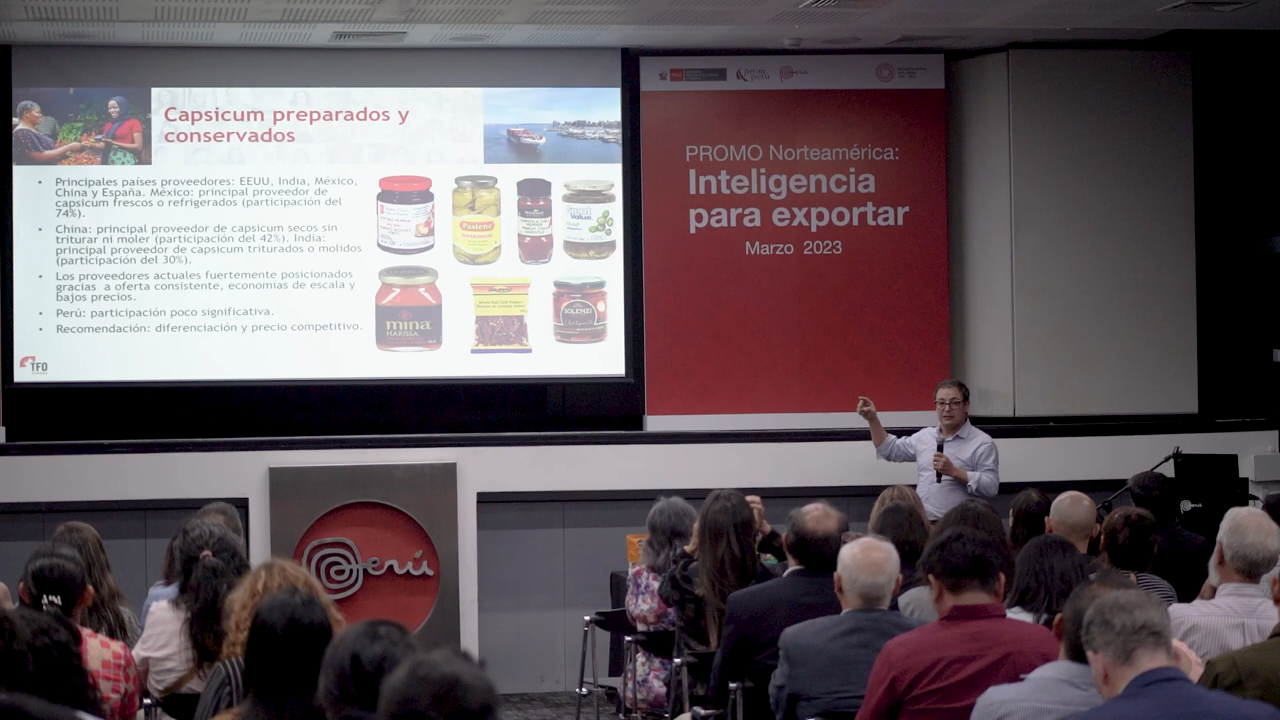 Capsicum preparados y
conservados
• Principales países proveedores: EEUU, India, México,
China y España. México: principal proveedor de
capsicum frescos o refrigerados (participación del
74%).
• China: principal proveedor de capsicum secos sin
triturar ni moler (participación del 42%). India:
principal proveedor de capsicum triturados o molidos
(participación del 30%).
• Los proveedores actuales fuertemente posicionados
gracias a oferta consistente, economías de escala y
bajos precios.
• Perú: participación poco significativa.
• Recomendación: diferenciación y precio competitivo.
Pastene
Great
Value
mina
HARISSA
SOLENZI
TFO
PROMO Norteamérica:
Inteligencia
para exportar
Marzo 2023
Perú